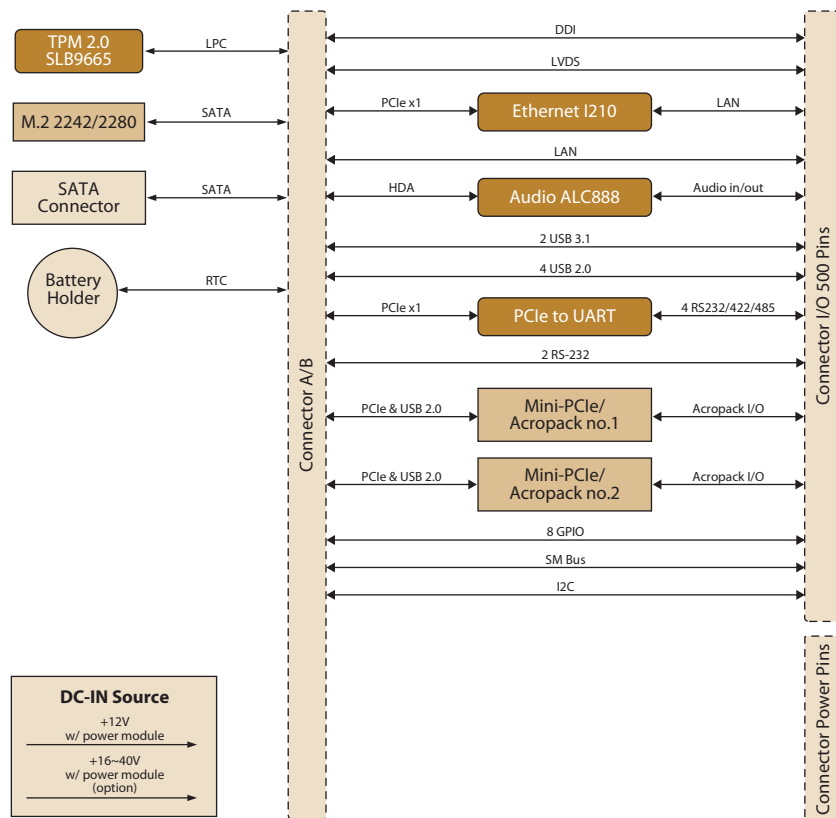 TPM 2.0
SLB9665
LPC
M.2 2242/2280
SATA
SATA
Connector
SATA
Battery
Holder
RTC
Connector A/B
DDI
LVDS
PCIe x1
Ethernet I210
LAN
LAN
HDA
Audio ALC888
Audio in/out
2 USB 3.1
4 USB 2.0
PCIe x1
PCIe to UART
4 RS232/422/485
2 RS-232
PCIe & USB 2.0
Mini-PCIe/
Acropack no.1
Acropack I/O
PCIe & USB 2.0
Mini-PCIe/
Acropack no.2
Acropack I/O
8 GPIO
SM Bus
I2C
Connector I/O 500 Pins
Connector Power Pins
DC-IN Source
+12V
w/ power module
+16~40V
w/ power module
(option)